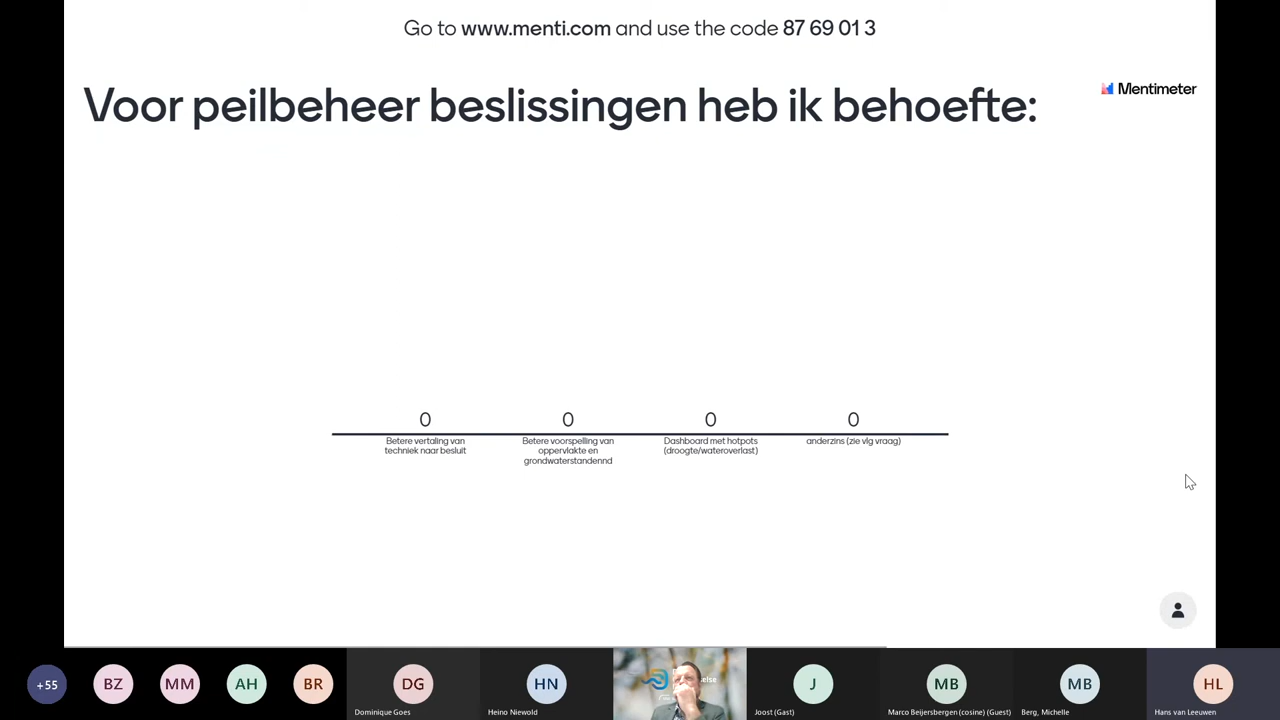 Go to www.menti.com and use the code 87 69 01 3
Voor peilbeheer beslissingen heb ik behoefte:
Mentimeter
0
0
0
0
Betere vertaling van
techniek naar besluit
Betere voorspelling van
oppervlakte en
grondwaterstandennd
Dashboard met hotpots
(droogte/wateroverlast)
anderzins (zie vlg vraag)
+55
BZ
MM
AH
BR
DG
HN
J
MB
MB
HL
Dominique Goes
Heino Niewold
Joost (Gast)
Marco Beijersbergen (cosine) (Guest)
Berg, Michelle
Hans van Leeuwen